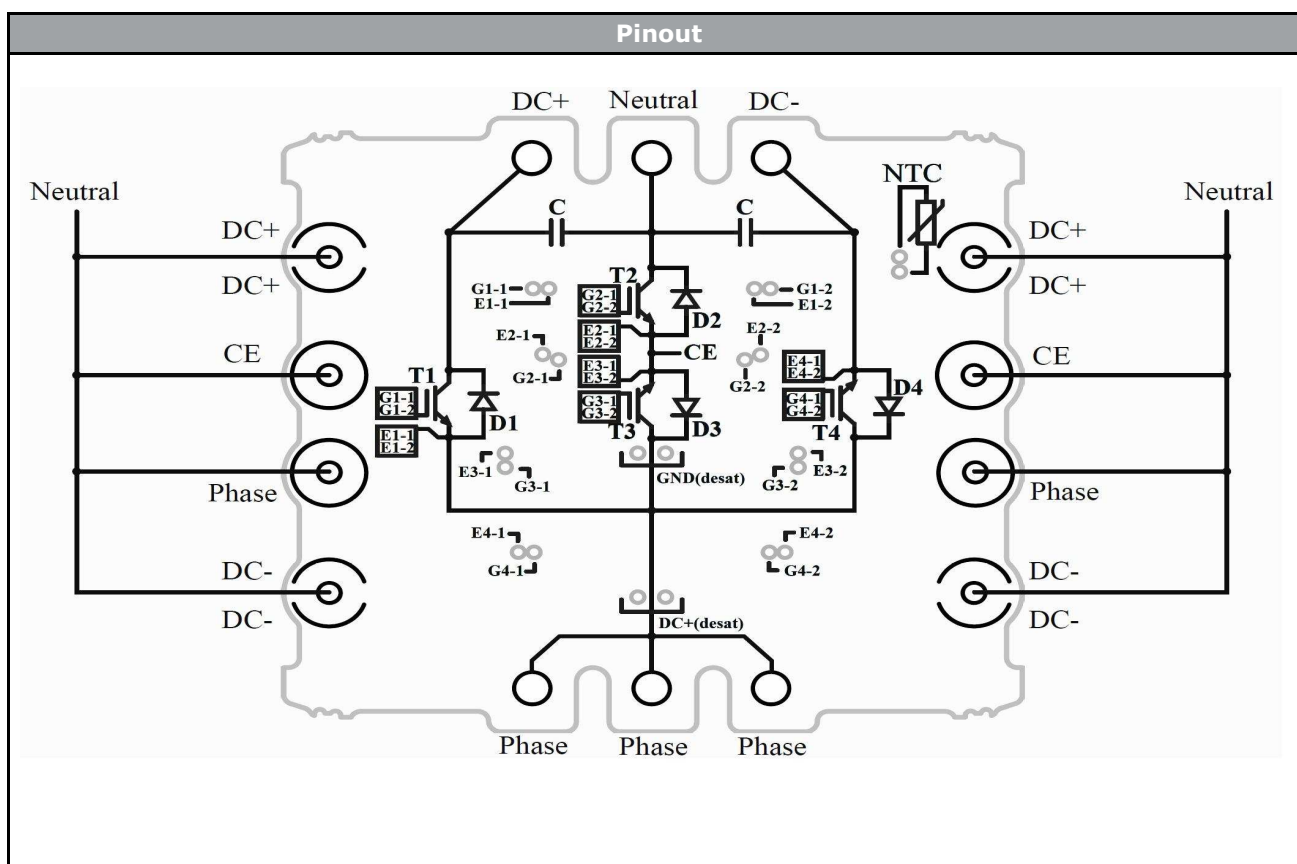 Pinout
DC+ Neutral DC-
NTC
Neutral
Neutral
C
C
DC+
DC+
DC+
DC+
T2
G1-1
E1-1
G2-1
G2-2
G1-2
E1-2
D2
E2-1
E2-1
E2-2
E2-2
CE
CE
CE
G2-1
E3-1
E3-2
G2-2
E4-1
E4-2
T1
D4
G1-1
G1-2
G3-1
G3-2
G4-1
G4-2
D1
T3
D3
T4
E1-1
E1-2
E3-1
G3-1
GND(desat)
E3-2
G3-2
Phase
Phase
E4-1
G4-1
E4-2
G4-2
DC-
DC-
DC-
DC-
DC+(desat)
Phase Phase Phase